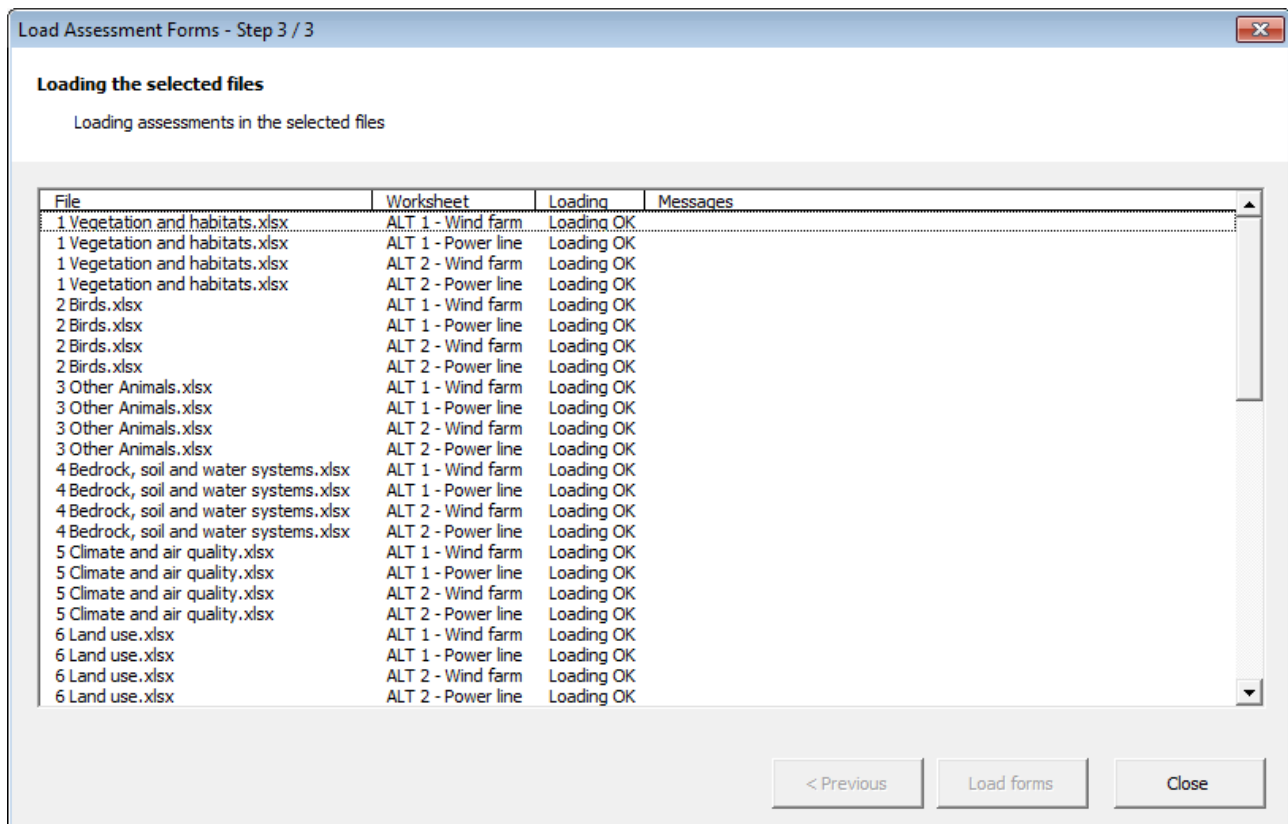 Load Assessment Forms - Step 3 / 3
Loading the selected files
Loading assessments in the selected files
File Worksheet Loading Messages
1 Vegetation and habitats.xlsx ALT 1 - Wind farm Loading OK
1 Vegetation and habitats.xlsx ALT 1 - Power line Loading OK
1 Vegetation and habitats.xlsx ALT 2 - Wind farm Loading OK
1 Vegetation and habitats.xlsx ALT 2 - Power line Loading OK
2 Birds.xlsx ALT 1 - Wind farm Loading OK
2 Birds.xlsx ALT 1 - Power line Loading OK
2 Birds.xlsx ALT 2 - Wind farm Loading OK
2 Birds.xlsx ALT 2 - Power line Loading OK
3 Other Animals.xlsx ALT 1 - Wind farm Loading OK
3 Other Animals.xlsx ALT 1 - Power line Loading OK
3 Other Animals.xlsx ALT 2 - Wind farm Loading OK
3 Other Animals.xlsx ALT 2 - Power line Loading OK
4 Bedrock, soil and water systems.xlsx ALT 1 - Wind farm Loading OK
4 Bedrock, soil and water systems.xlsx ALT 1 - Power line Loading OK
4 Bedrock, soil and water systems.xlsx ALT 2 - Wind farm Loading OK
4 Bedrock, soil and water systems.xlsx ALT 2 - Power line Loading OK
5 Climate and air quality.xlsx ALT 1 - Wind farm Loading OK
5 Climate and air quality.xlsx ALT 1 - Power line Loading OK
5 Climate and air quality.xlsx ALT 2 - Wind farm Loading OK
5 Climate and air quality.xlsx ALT 2 - Power line Loading OK
6 Land use.xlsx ALT 1 - Wind farm Loading OK
6 Land use.xlsx ALT 1 - Power line Loading OK
6 Land use.xlsx ALT 2 - Wind farm Loading OK
6 Land use.xlsx ALT 2 - Power line Loading OK
< Previous Load forms Close